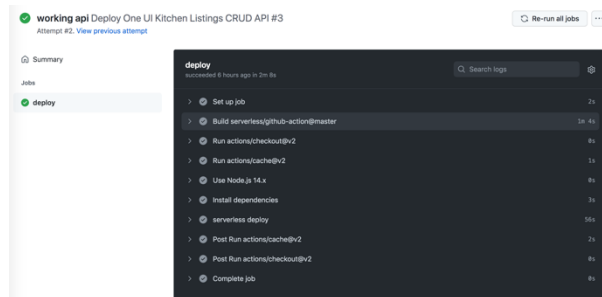 working api Deploy One UI Kitchen Listings CRUD API #3
Re-run all jobs
Attempt #2. View previous attempt
Summary
Jobs
deploy
deploy
succeeded 6 hours ago in 2m 6s
Search logs
Set up job 2s
Build serverless/github-action@master 1m 4s
Run actions/checkout@v2 0s
Run actions/cache@v2 1s
Use Node.js 14.x 0s
Install dependencies 3s
serverless deploy 56s
Post Run actions/cache@v2 2s
Post Run actions/checkout@v2 0s
Complete job 0s